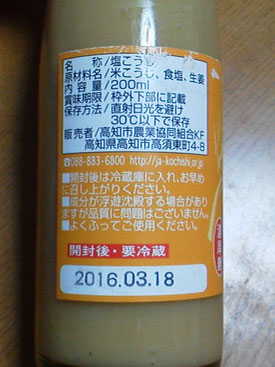 名　　称/塩こうじ
原材料名/米こうじ、食塩、生姜
内 容 量/200ml
賞味期限/枠外下部に記載
保存方法/直射日光を避け
30℃以下で保存
販 売 者/高知市農業協同組合KF
高知県高知市高須東町4-8
☎088-883-6800 http://ja-kochishi.or.jp
■開封後は冷蔵庫に入れ、お早め
に召し上がりください。
■成分が浮遊沈殿する場合があり
ますが品質に問題はございません。
■よくふってご使用ください。
開封後・要冷蔵
2016.03.18